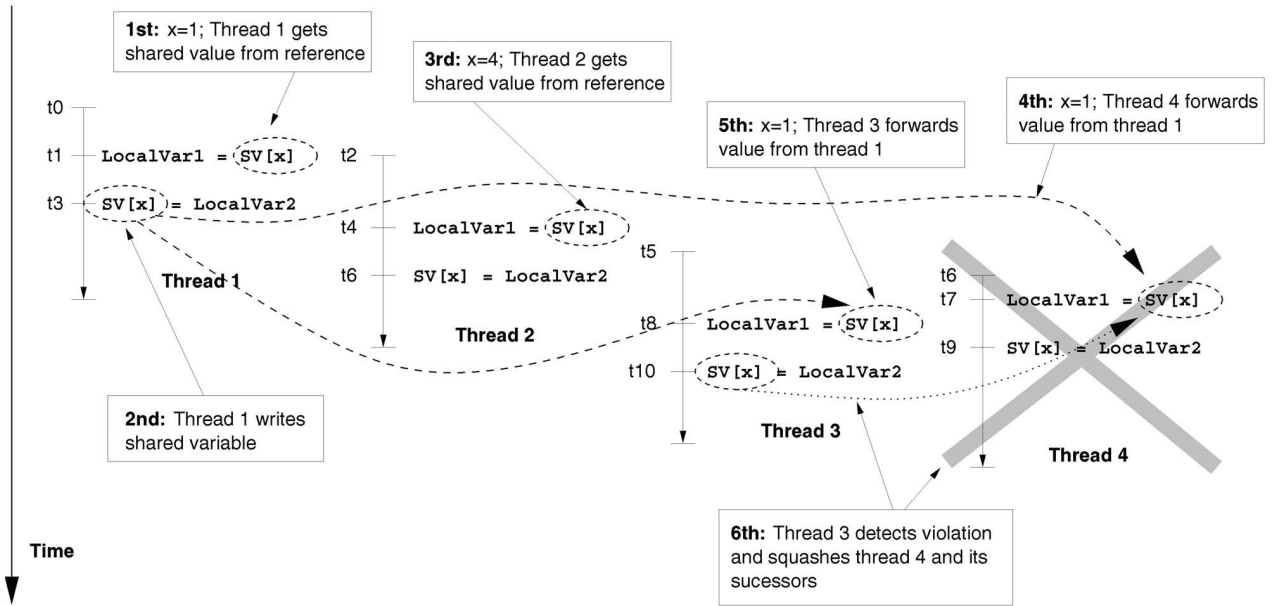 1st: x=1; Thread 1 gets
shared value from reference
3rd: x=4; Thread 2 gets
shared value from reference
4th: x=1; Thread 4 forwards
value from thread 1
5th: x=1; Thread 3 forwards
value from thread 1
t0
t1
LocalVar1 = SV[x]
t3
SV[x] = LocalVar2
Thread 1
t2
t4
LocalVar1 = SV[x]
t6
SV[x] = LocalVar2
Thread 2
t5
t8
LocalVar1 = SV[x]
t10
SV[x] = LocalVar2
Thread 3
t6
t7
LocalVar1 = SV[x]
t9
SV[x] = LocalVar2
Thread 4
2nd: Thread 1 writes
shared variable
6th: Thread 3 detects violation
and squashes thread 4 and its
sucessors
Time